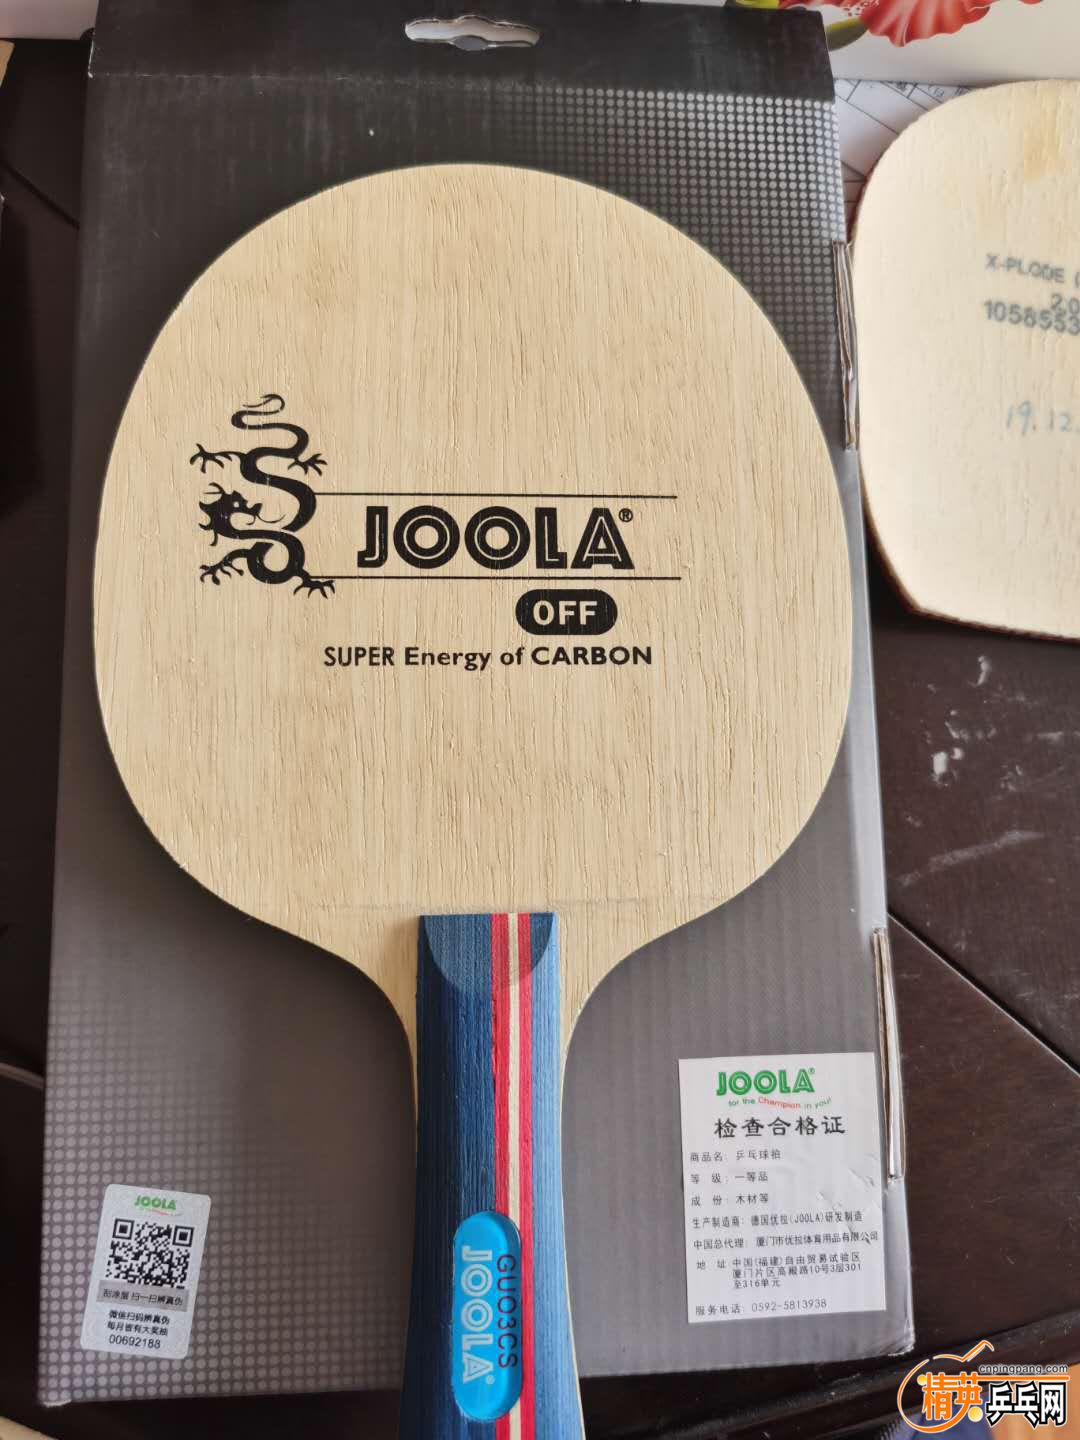 JOOLA®
OFF
SUPER Energy of CARBON
X-PLODE
20
1058553
19.12.
GUO3CS
JOOLA®
JOOLA®
for the Champion in you!
检查合格证
商品名: 乒乓球拍
等 级: 一等品
成 份: 木材等
生产制造商: 德国优拉(JOOLA)研发制造
中国总代理: 厦门市优拉体育用品有限公司
地 址 中国(福建)自由贸易试验区
厦门片区高殿路10号3层301
至316单元
服务电话: 0592-5813938
JOOLA
刮涂层 扫一扫辨真伪
微信扫码辨真伪
每月皆有大奖抽
00692188
cnpingpang.com
精英乒乓网